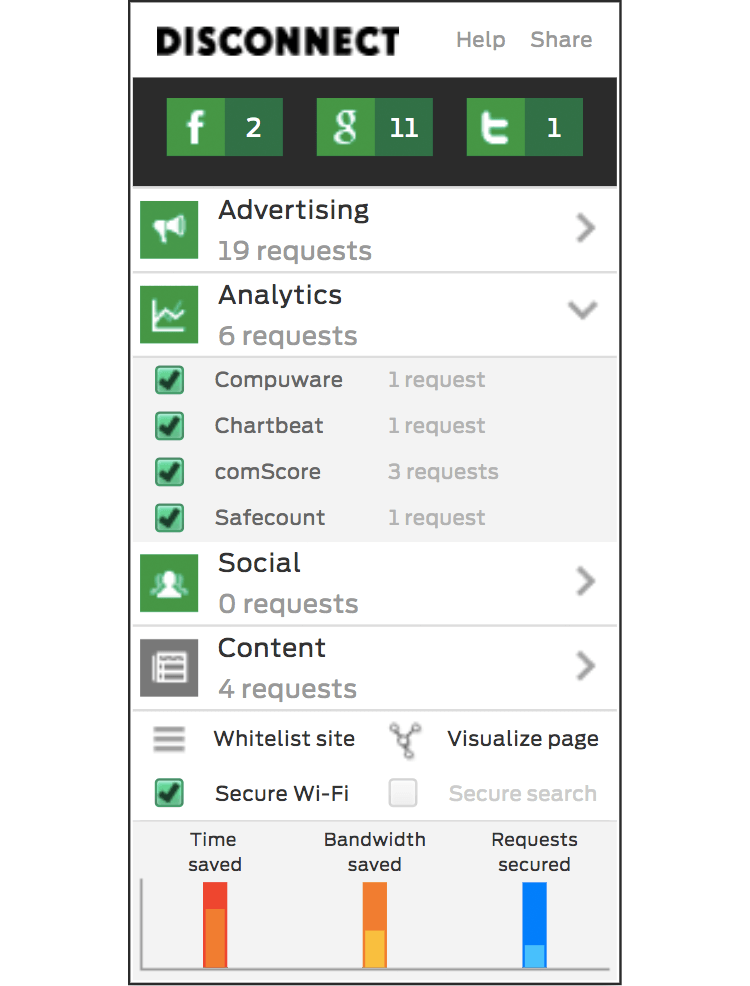 DISCONNECT Help Share
f 2 g 11 t 1
Advertising
19 requests
Analytics
6 requests
Compuware 1 request
Chartbeat 1 request
comScore 3 requests
Safecount 1 request
Social
0 requests
Content
4 requests
Whitelist site Visualize page
Secure Wi-Fi Secure search
Time Bandwidth Requests
saved saved secured